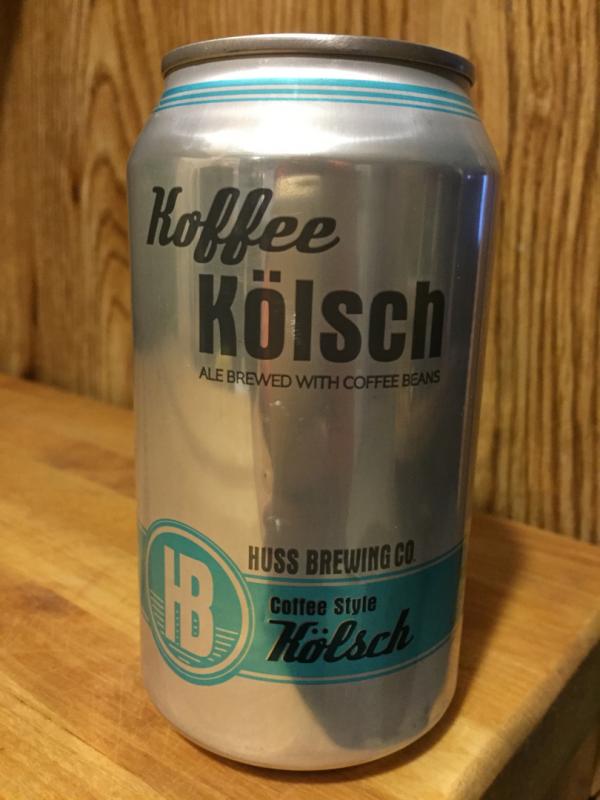 Koffee
Kölsch
ALE BREWED WITH COFFEE BEANS
HUSS BREWING CO.
HB
Coffee Style
Kölsch